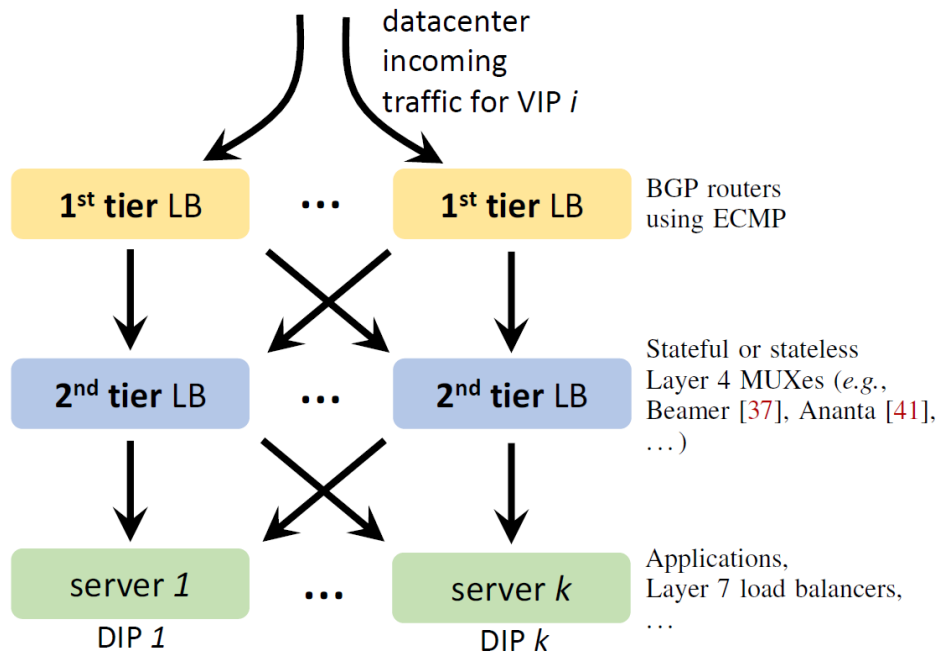 datacenter
incoming
traffic for VIP i
1st tier LB
...
1st tier LB
BGP routers
using ECMP
2nd tier LB
...
2nd tier LB
Stateful or stateless
Layer 4 MUXes (e.g.,
Beamer [37], Ananta [41],
...)
server 1
...
server k
Applications,
Layer 7 load balancers,
...
DIP 1
DIP k